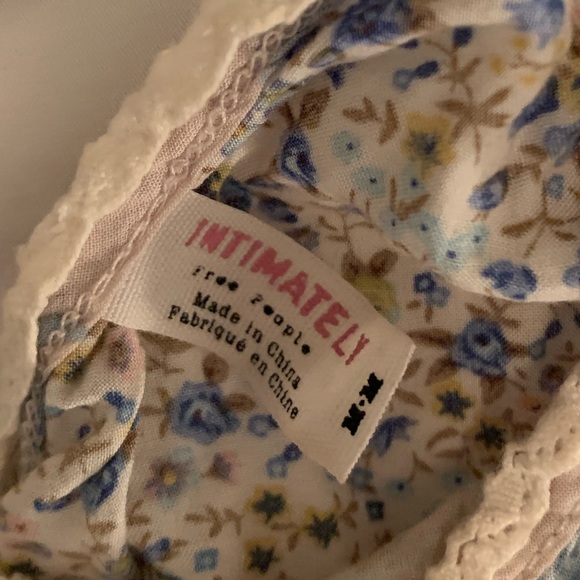 INTIMATELY
Free People
Made in China
Fabriqué en Chine
M•M